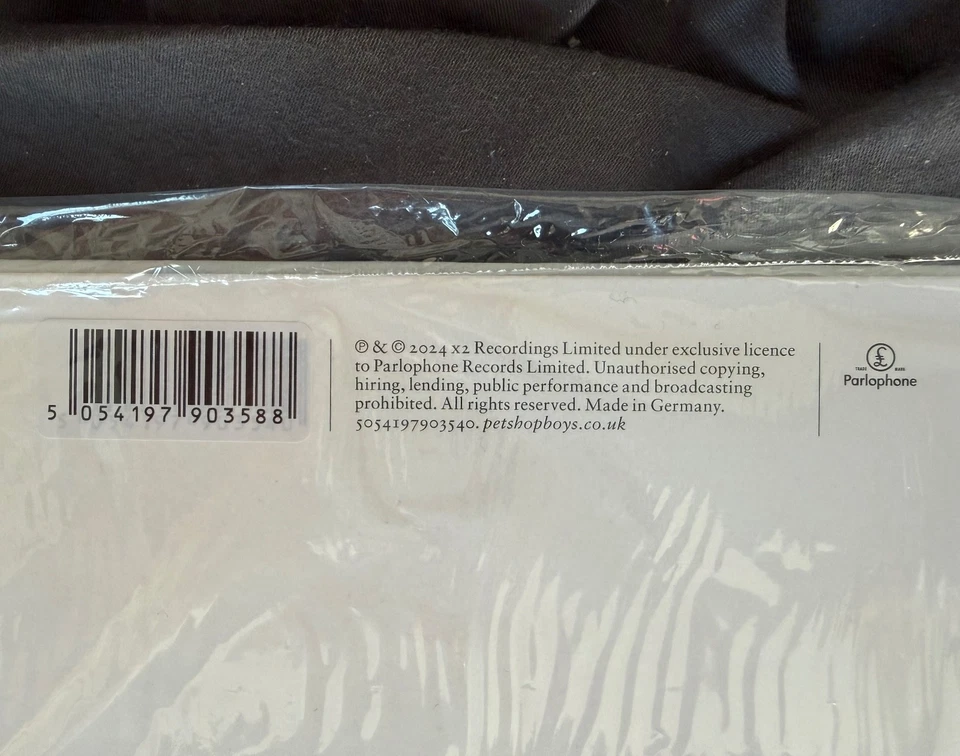 5 054197 903588
℗ & © 2024 x2 Recordings Limited under exclusive licence
to Parlophone Records Limited. Unauthorised copying,
hiring, lending, public performance and broadcasting
prohibited. All rights reserved. Made in Germany.
5054197903540. petshopboys.co.uk
£
TRADE MARK
Parlophone